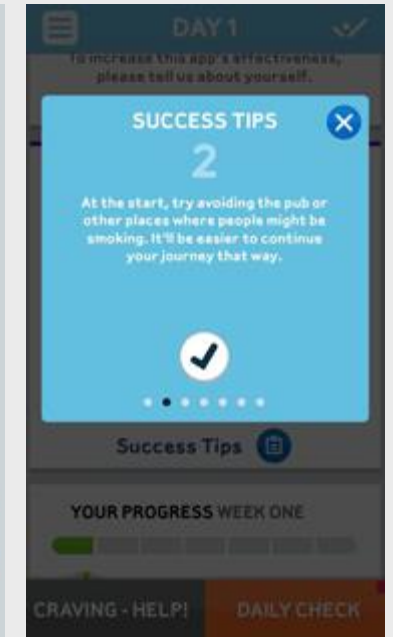 DAY 1
To increase this app's effectiveness,
please tell us about yourself.
SUCCESS TIPS
2
At the start, try avoiding the pub or
other places where people might be
smoking. It'll be easier to continue
your journey that way.
Success Tips
YOUR PROGRESS WEEK ONE
CRAVING - HELP!
DAILY CHECK